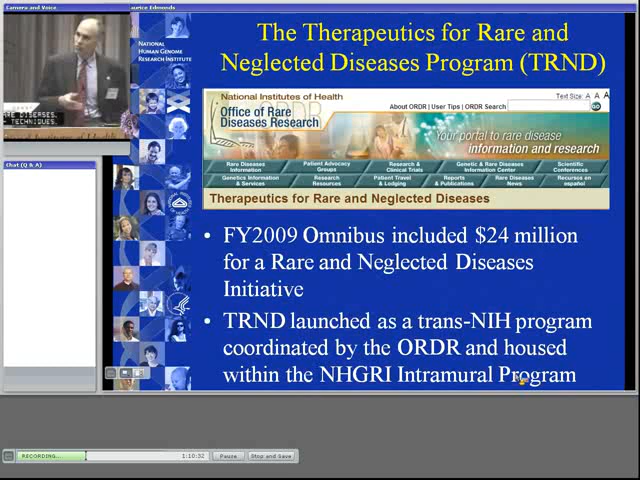 Camera and Voice
aurice Edmonds
NATIONAL
HUMAN GENOME
RESEARCH INSTITUTE
The Therapeutics for Rare and
Neglected Diseases Program (TRND)
National Institutes of Health
Text Size: A A A
About ORDR | User Tips | ORDR Search
GO
Office of Rare
Diseases Research
Your portal to rare disease
information and research
Rare Diseases
Information
Patient Advocacy
Groups
Research &
Clinical Trials
Genetic & Rare Diseases
Information Center
Scientific
Conferences
Genetics Information
& Services
Research
Resources
Patient Travel
& Lodging
Reports
& Publications
Rare Diseases
News
Recursos en
español
Therapeutics for Rare and Neglected Diseases
ARE DISEASES.
TECHNIQUES.
Chat (Q & A)
• FY2009 Omnibus included $24 million
for a Rare and Neglected Diseases
Initiative
• TRND launched as a trans-NIH program
coordinated by the ORDR and housed
within the NHGRI Intramural Program
RECORDING...
1:10:32
Pause
Stop and Save